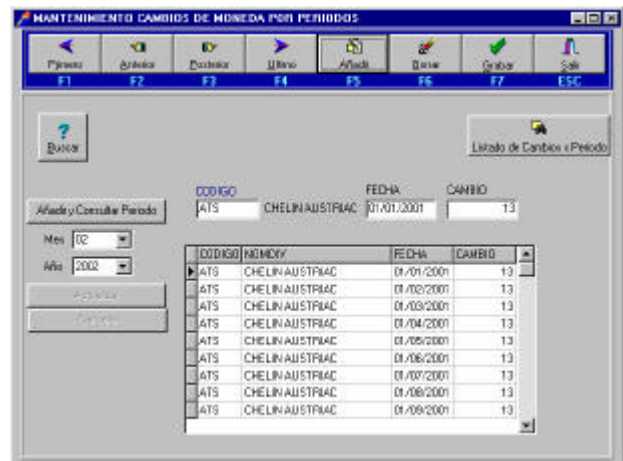 MANTENIMIENTO CAMBIOS DE MONEDA POR PERIODOS
Primero Anterior Posterior Ultimo Añadir Borrar Grabar Salir
F1 F2 F3 F4 F5 F6 F7 ESC
Buscar
Listado de Cambios x Periodo
CODIGO FECHA CAMBIO
Añadir y Consultar Periodo
ATS CHELIN AUSTRIAC 01/01/2001 13
Mes 02
Año 2002
CODIGO NOMDIV FECHA CAMBIO
ATS CHELIN AUSTRIAC 01/01/2001 13
ATS CHELIN AUSTRIAC 01/02/2001 13
ATS CHELIN AUSTRIAC 01/03/2001 13
ATS CHELIN AUSTRIAC 01/04/2001 13
ATS CHELIN AUSTRIAC 01/05/2001 13
ATS CHELIN AUSTRIAC 01/06/2001 13
ATS CHELIN AUSTRIAC 01/07/2001 13
ATS CHELIN AUSTRIAC 01/08/2001 13
ATS CHELIN AUSTRIAC 01/09/2001 13